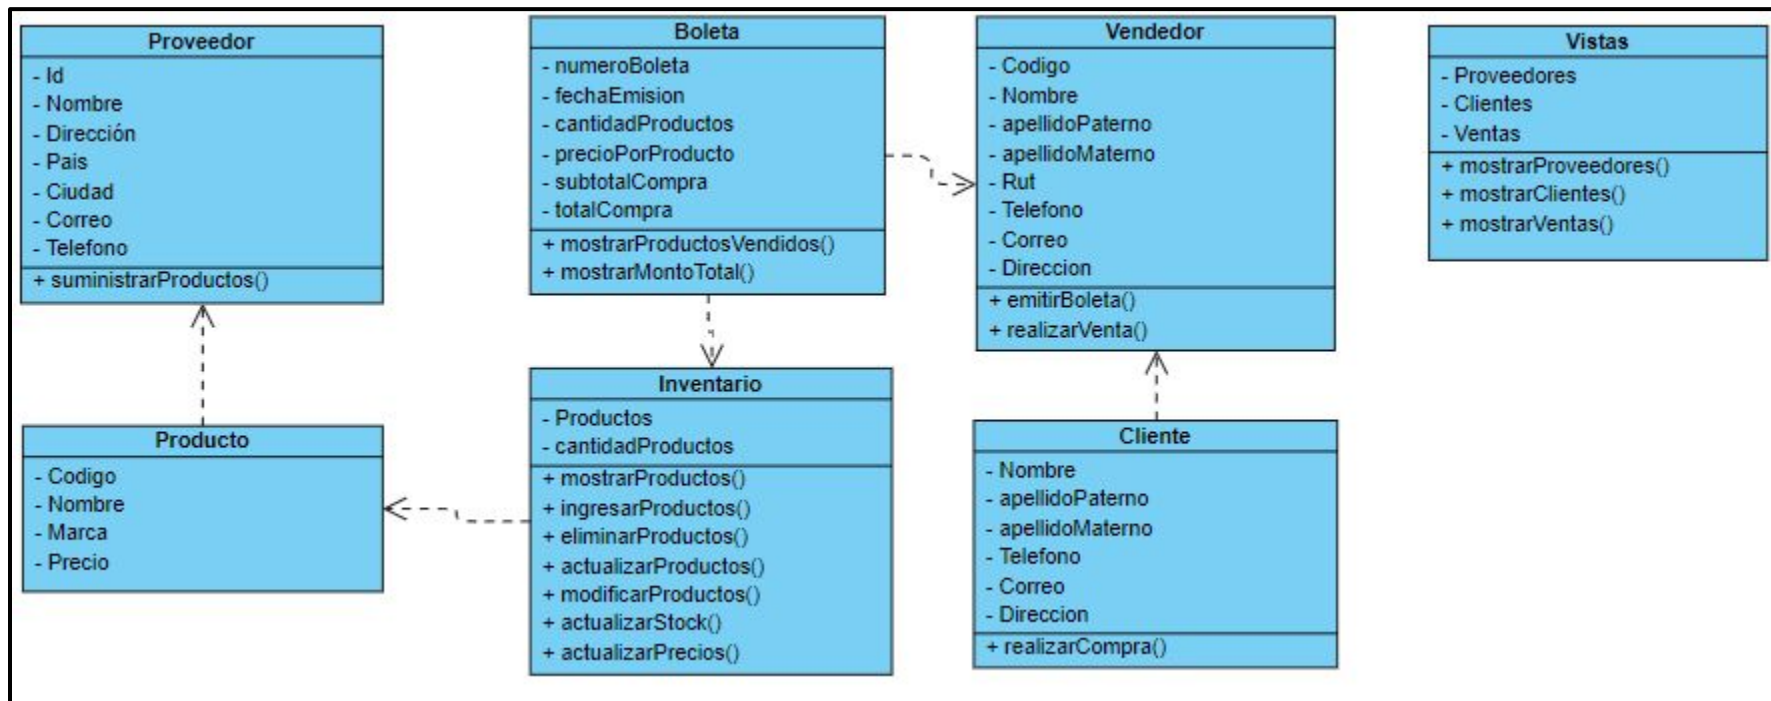 Proveedor
- Id
- Nombre
- Dirección
- Pais
- Ciudad
- Correo
- Telefono
+ suministrarProductos()
Boleta
- numeroBoleta
- fechaEmision
- cantidadProductos
- precioPorProducto
- subtotalCompra
- totalCompra
+ mostrarProductosVendidos()
+ mostrarMontoTotal()
Vendedor
- Codigo
- Nombre
- apellidoPaterno
- apellidoMaterno
- Rut
- Telefono
- Correo
- Direccion
+ emitirBoleta()
+ realizarVenta()
Vistas
- Proveedores
- Clientes
- Ventas
+ mostrarProveedores()
+ mostrarClientes()
+ mostrarVentas()
Producto
- Codigo
- Nombre
- Marca
- Precio
Inventario
- Productos
- cantidadProductos
+ mostrarProductos()
+ ingresarProductos()
+ eliminarProductos()
+ actualizarProductos()
+ modificarProductos()
+ actualizarStock()
+ actualizarPrecios()
Cliente
- Nombre
- apellidoPaterno
- apellidoMaterno
- Telefono
- Correo
- Direccion
+ realizarCompra()